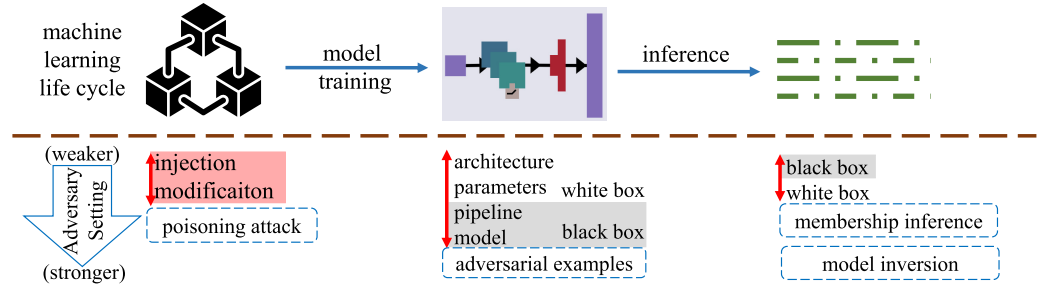 machine
learning
life cycle
model
training
inference
(weaker)
Adversary
Setting
(stronger)
injection
modificaiton
poisoning attack
architecture
parameters white box
pipeline
model black box
adversarial examples
black box
white box
membership inference
model inversion